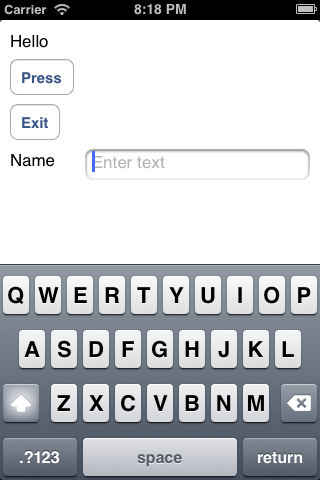 Carrier 8:18 PM
Hello
Press
Exit
Name Enter text
Q W E R T Y U I O P
A S D F G H J K L
Z X C V B N M
.?123 space return